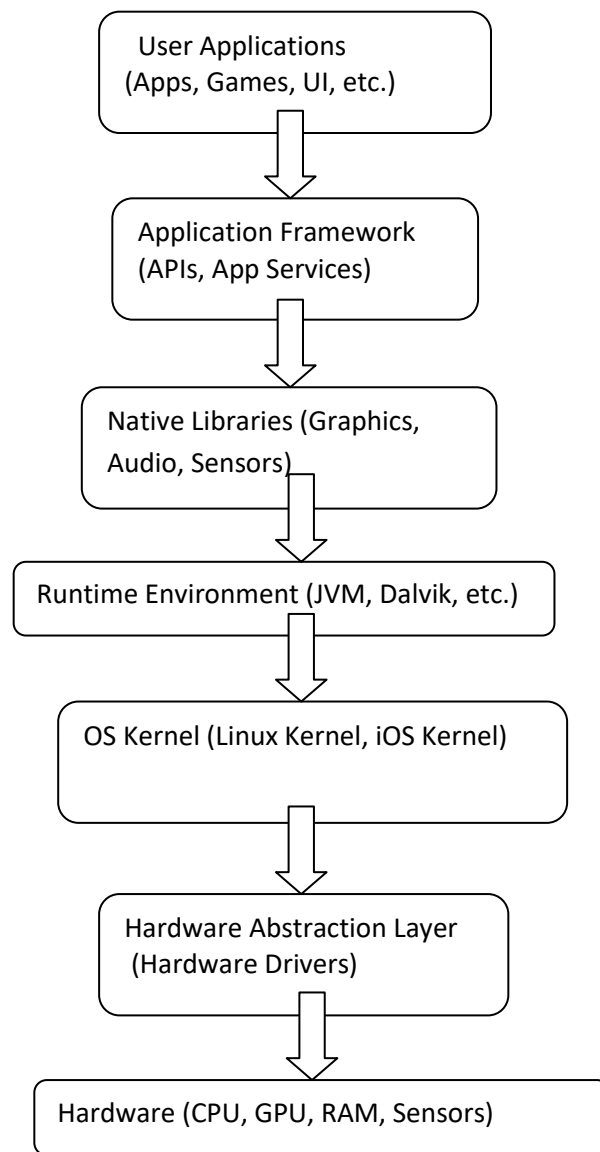 User Applications
(Apps, Games, UI, etc.)
Application Framework
(APIs, App Services)
Native Libraries (Graphics,
Audio, Sensors)
Runtime Environment (JVM, Dalvik, etc.)
OS Kernel (Linux Kernel, iOS Kernel)
Hardware Abstraction Layer
(Hardware Drivers)
Hardware (CPU, GPU, RAM, Sensors)